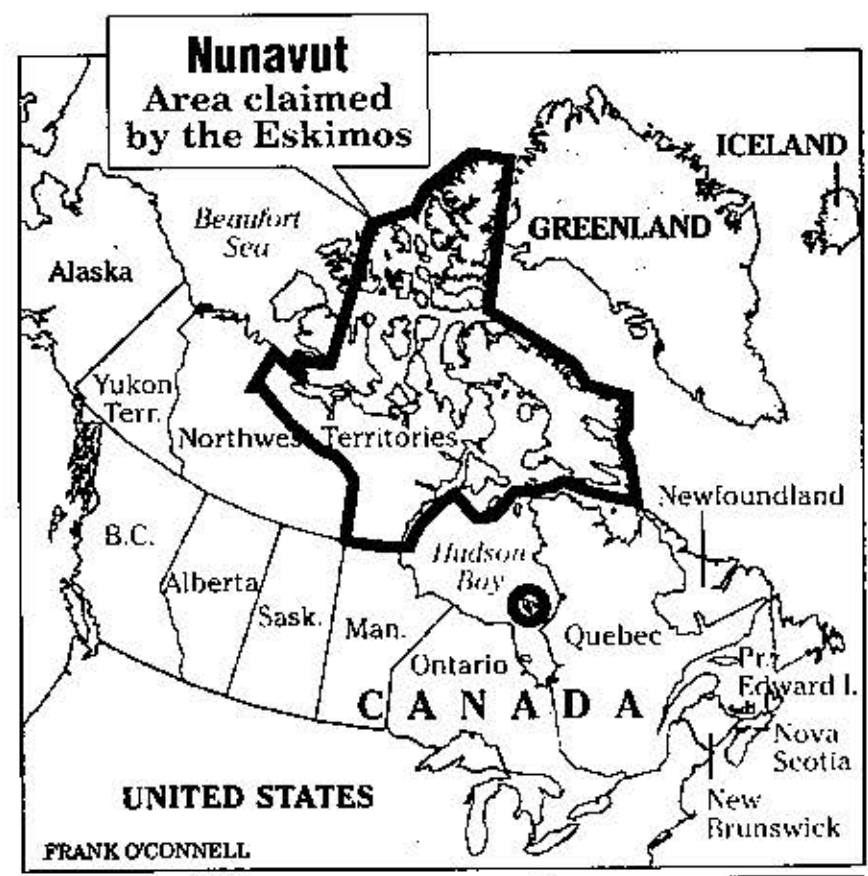 Nunavut
Area claimed
by the Eskimos
ICELAND
Beaufort
Sea
GREENLAND
Alaska
Yukon
Terr.
Northwest Territories
Newfoundland
B.C.
Hudson
Bay
Alberta
Sask.
Man.
Quebec
Ontario
Pr.
Edward I.
CANADA
Nova
Scotia
UNITED STATES
New
Brunswick
FRANK O'CONNELL